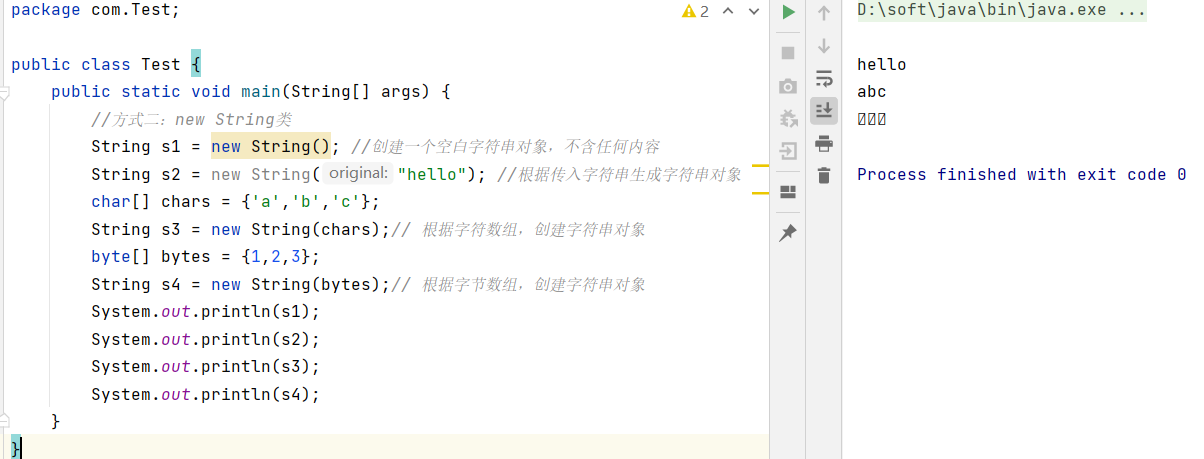 package com.Test;
2
public class Test {
public static void main(String[] args) {
//方式二：new String类
String s1 = new String(); //创建一个空白字符串对象，不含任何内容
String s2 = new String( original: "hello"); //根据传入字符串生成字符串对象
char[] chars = {'a','b','c'};
String s3 = new String(chars);// 根据字符数组，创建字符串对象
byte[] bytes = {1,2,3};
String s4 = new String(bytes);// 根据字节数组，创建字符串对象
System.out.println(s1);
System.out.println(s2);
System.out.println(s3);
System.out.println(s4);
}
}
D:\soft\java\bin\java.exe ...
hello
abc
Process finished with exit code 0